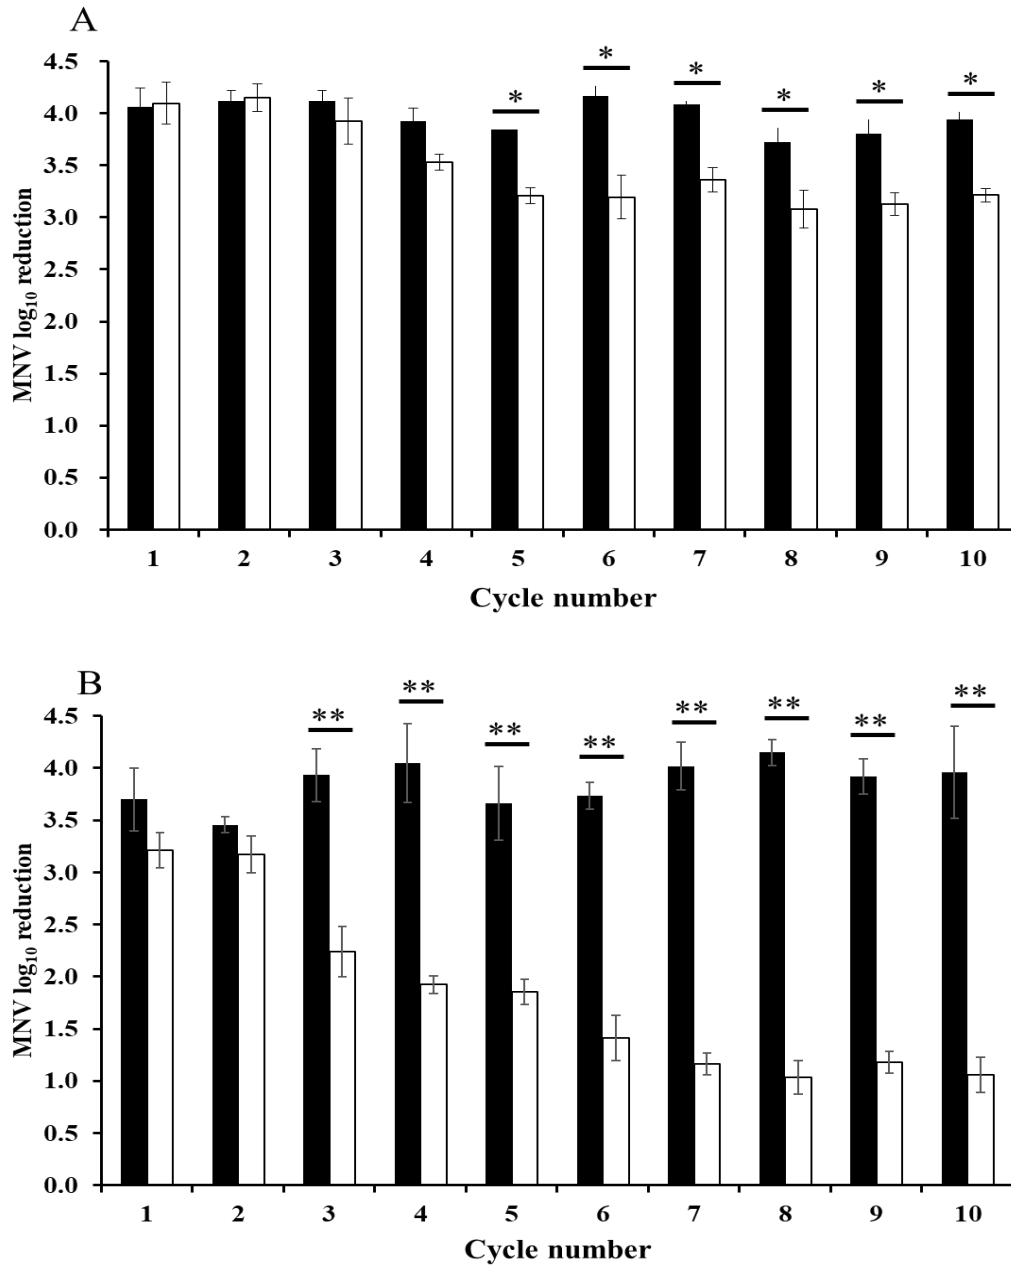 A
MNV log₁₀ reduction
4.5
4.0
3.5
3.0
2.5
2.0
1.5
1.0
0.5
0.0
* * * * * *
1 2 3 4 5 6 7 8 9 10
Cycle number
B
MNV log₁₀ reduction
4.5
4.0
3.5
3.0
2.5
2.0
1.5
1.0
0.5
0.0
** ** ** ** ** ** ** **
1 2 3 4 5 6 7 8 9 10
Cycle number